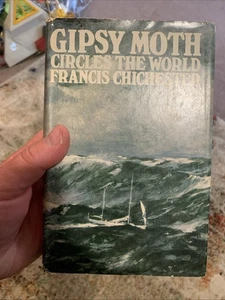 GIPSY MOTH
CIRCLES THE WORLD
FRANCIS CHICHESTER